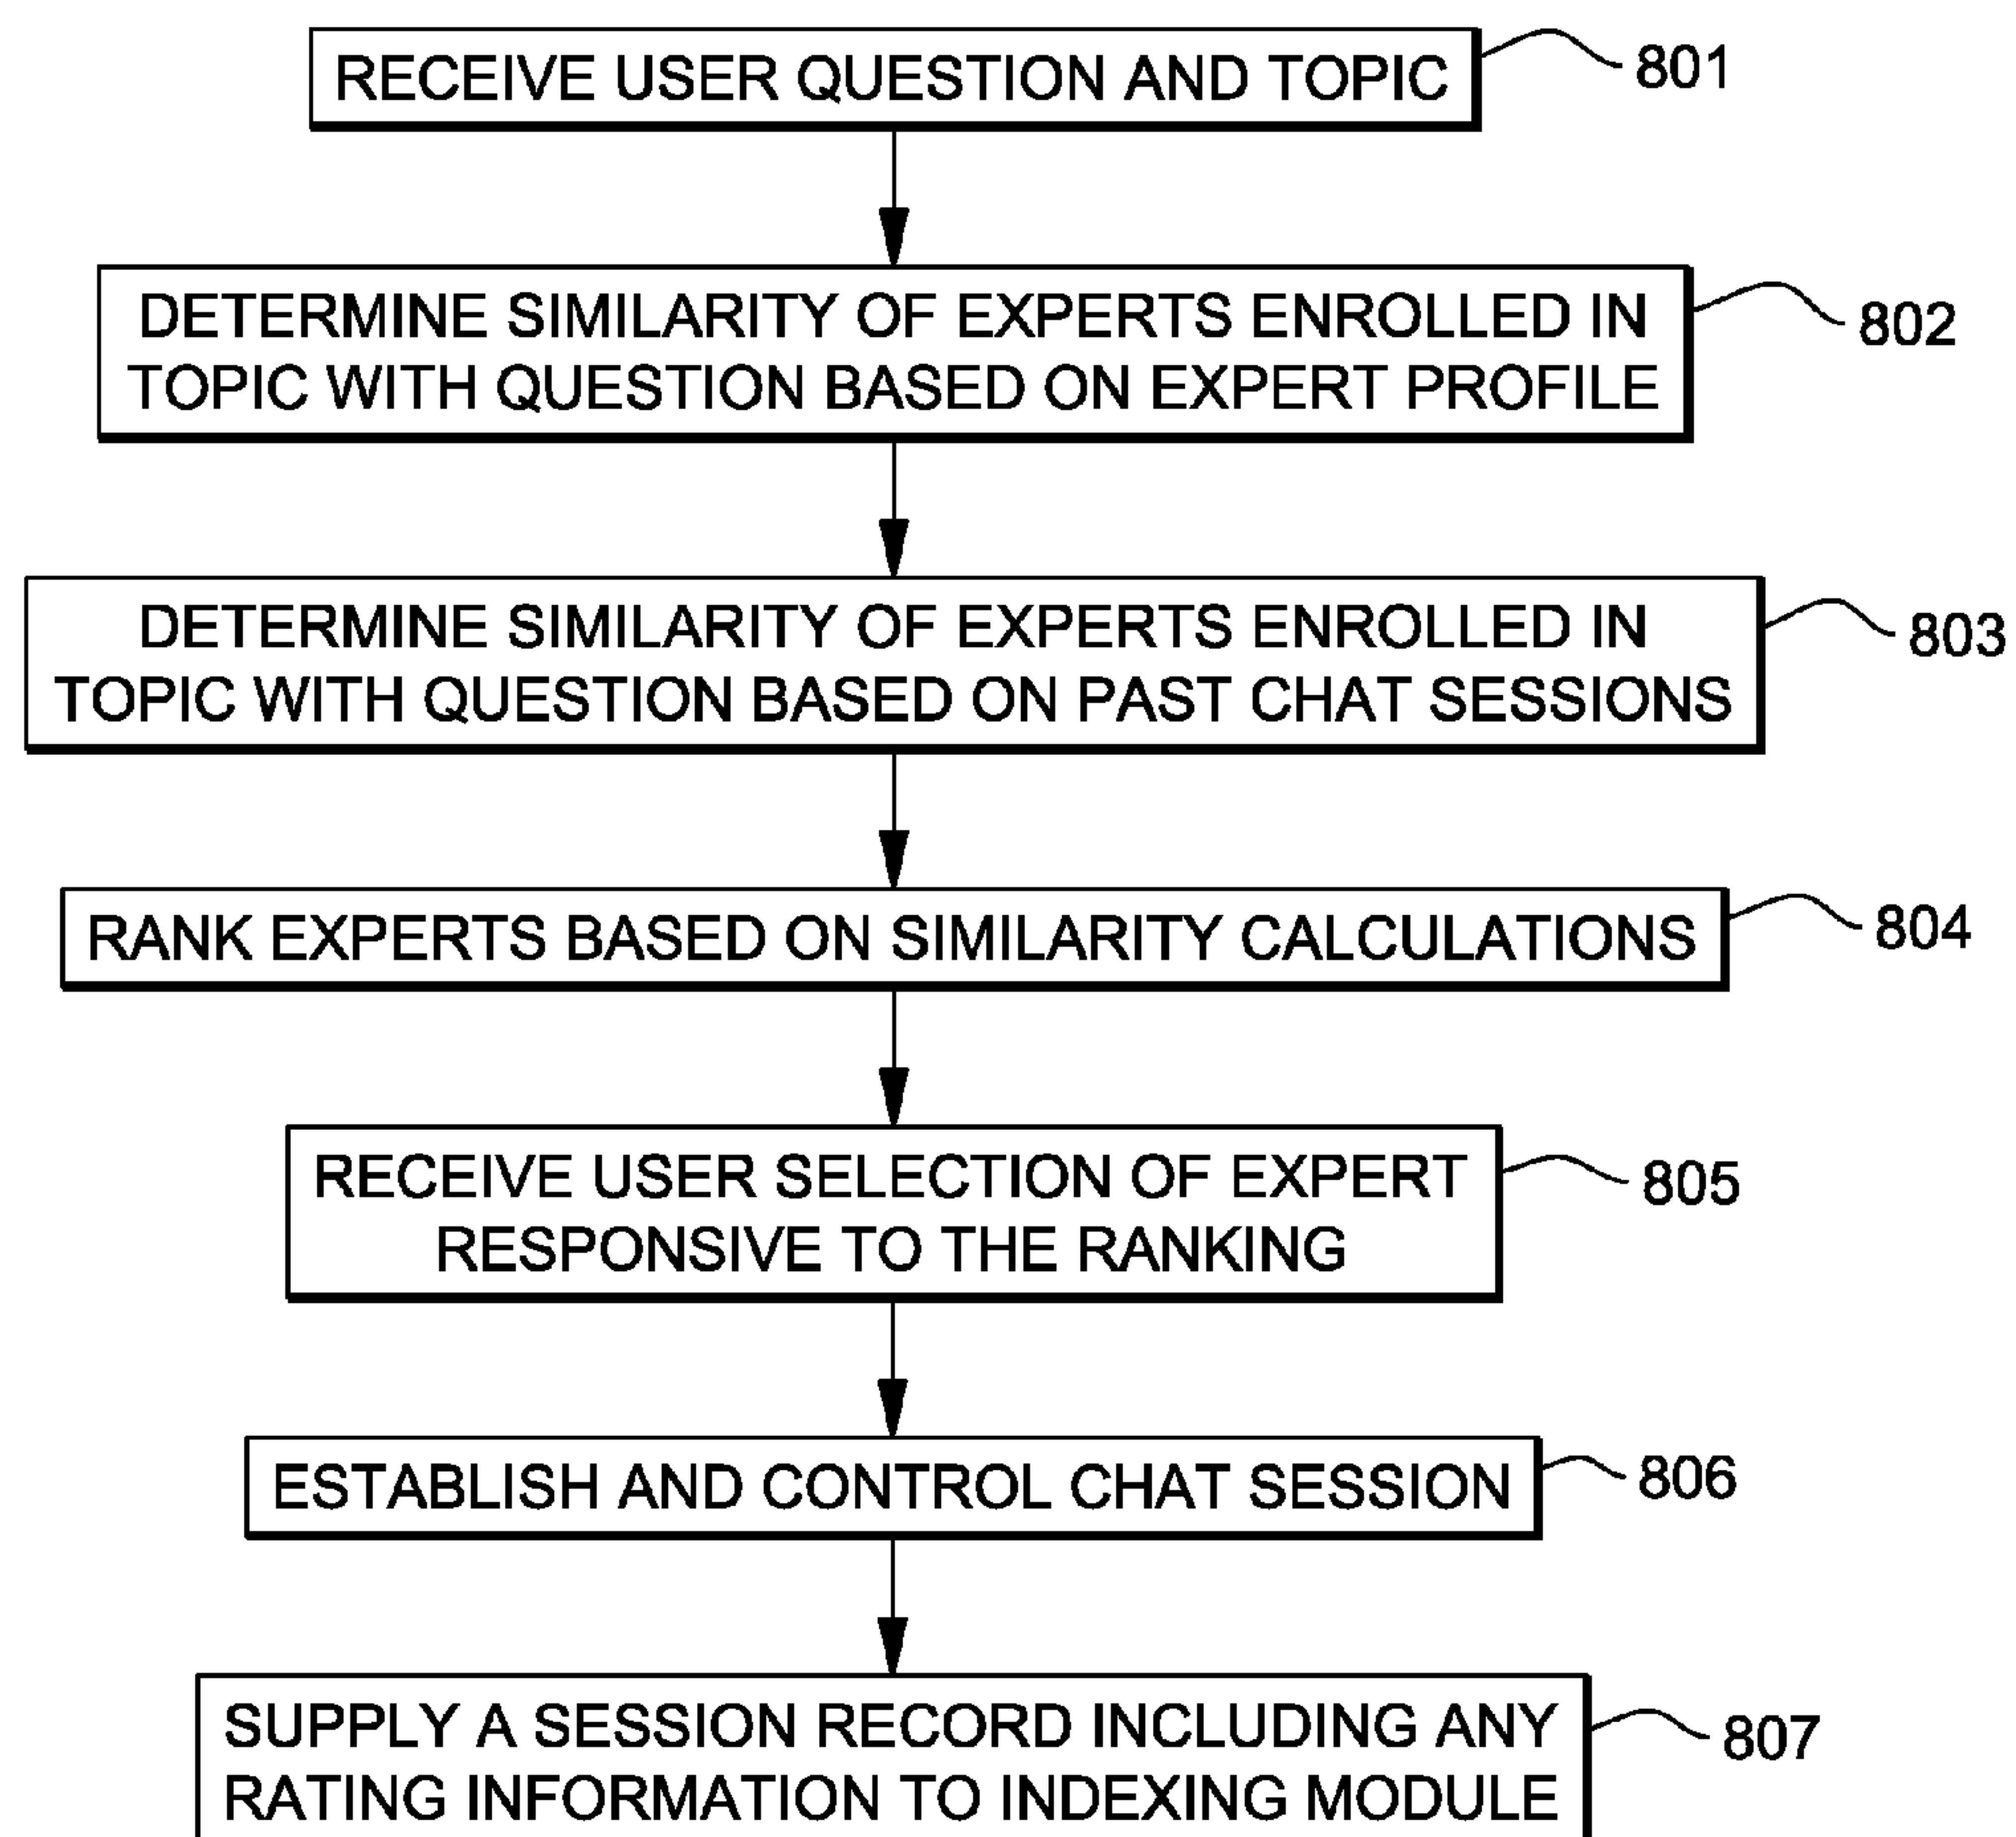 RECEIVE USER QUESTION AND TOPIC
801
DETERMINE SIMILARITY OF EXPERTS ENROLLED IN
TOPIC WITH QUESTION BASED ON EXPERT PROFILE
802
DETERMINE SIMILARITY OF EXPERTS ENROLLED IN
TOPIC WITH QUESTION BASED ON PAST CHAT SESSIONS
803
RANK EXPERTS BASED ON SIMILARITY CALCULATIONS
804
RECEIVE USER SELECTION OF EXPERT
RESPONSIVE TO THE RANKING
805
ESTABLISH AND CONTROL CHAT SESSION
806
SUPPLY A SESSION RECORD INCLUDING ANY
RATING INFORMATION TO INDEXING MODULE
807